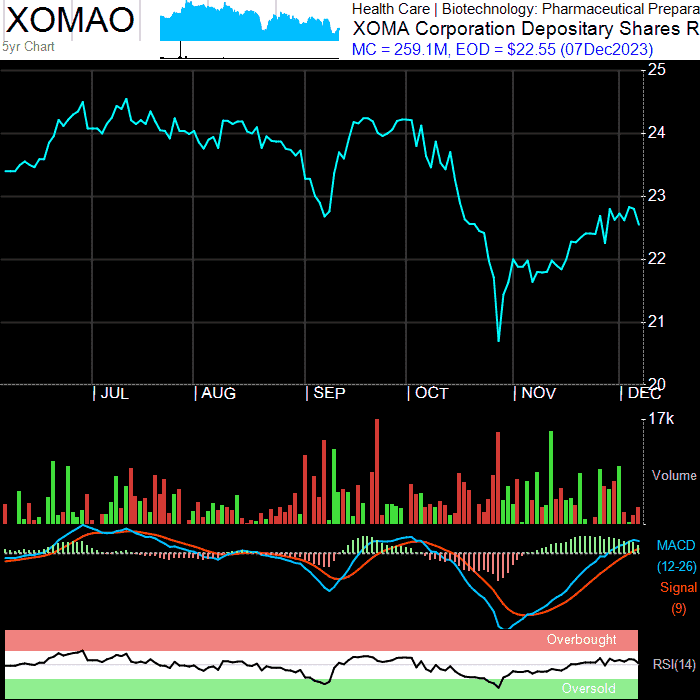 XOMAO
5yr Chart
Health Care | Biotechnology: Pharmaceutical Prepara
XOMA Corporation Depositary Shares R
MC = 259.1M, EOD = $22.55 (07Dec2023)
25
24
23
22
21
20
JUL
AUG
SEP
OCT
NOV
DEC
17k
Volume
MACD
(12-26)
Signal
(9)
Overbought
RSI(14)
Oversold